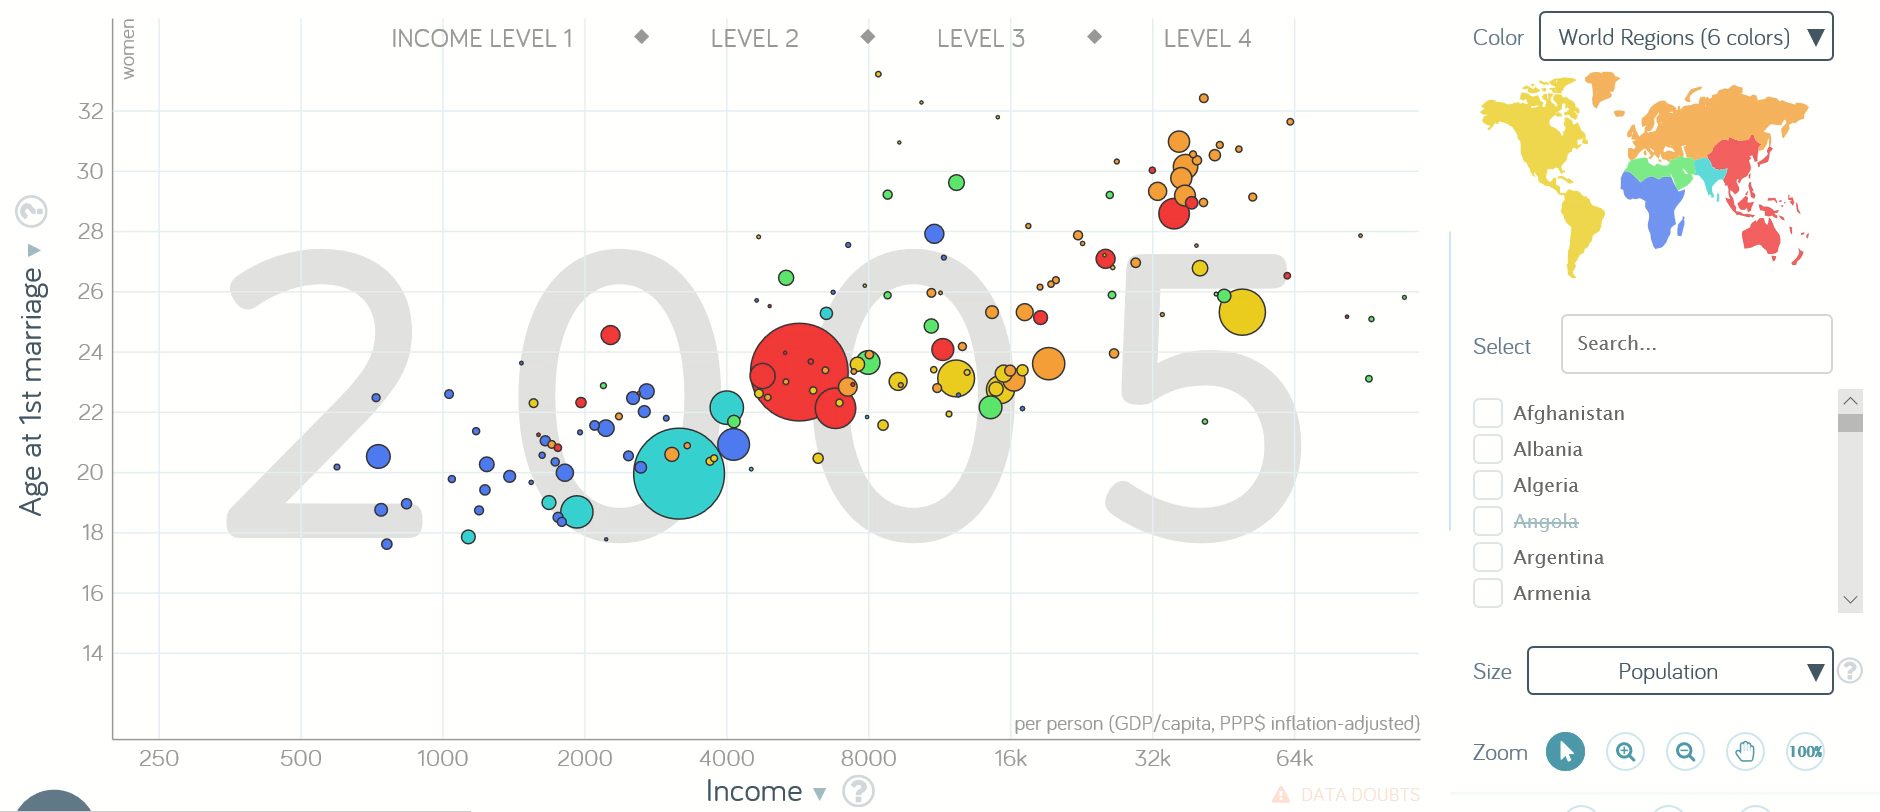 women
INCOME LEVEL 1 ◆ LEVEL 2 ◆ LEVEL 3 ◆ LEVEL 4
Age at 1st marriage ▼ ?
32
30
28
26
24
22
20
18
16
14
2005
per person (GDP/capita, PPP$ inflation-adjusted)
250 500 1000 2000 4000 8000 16k 32k 64k
Income ▼ ?
DATA DOUBTS
Color World Regions (6 colors) ▼
Select Search...
Afghanistan
Albania
Algeria
Angola
Argentina
Armenia
Size Population ▼ ?
Zoom 100%